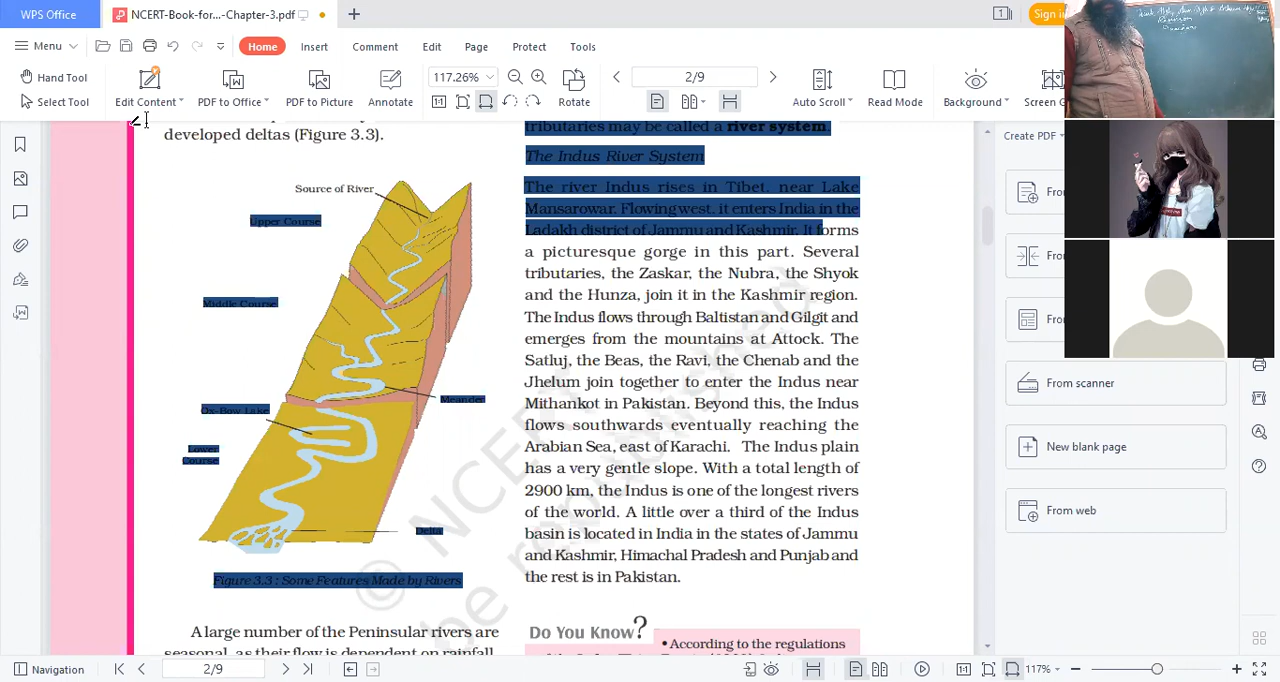 WPS Office
NCERT-Book-for...-Chapter-3.pdf
1
Sign in
Menu
Home
Insert
Comment
Edit
Page
Protect
Tools
Hand Tool
Select Tool
Edit Content
PDF to Office
PDF to Picture
Annotate
117.26%
Rotate
2/9
Auto Scroll
Read Mode
Background
Screen G
developed deltas (Figure 3.3).
Source of River
Upper Course
Middle Course
Meander
Ox-Bow Lake
Lower
Course
Delta
Figure 3.3 : Some Features Made by Rivers
A large number of the Peninsular rivers are
seasonal, as their flow is dependent on rainfall.
tributaries may be called a river system.
The Indus River System
The river Indus rises in Tibet, near Lake
Mansarowar. Flowing west, it enters India in the
Ladakh district of Jammu and Kashmir. It forms
a picturesque gorge in this part. Several
tributaries, the Zaskar, the Nubra, the Shyok
and the Hunza, join it in the Kashmir region.
The Indus flows through Baltistan and Gilgit and
emerges from the mountains at Attock. The
Satluj, the Beas, the Ravi, the Chenab and the
Jhelum join together to enter the Indus near
Mithankot in Pakistan. Beyond this, the Indus
flows southwards eventually reaching the
Arabian Sea, east of Karachi. The Indus plain
has a very gentle slope. With a total length of
2900 km, the Indus is one of the longest rivers
of the world. A little over a third of the Indus
basin is located in India in the states of Jammu
and Kashmir, Himachal Pradesh and Punjab and
the rest is in Pakistan.
Do You Know?
• According to the regulations
© NCERT
be republished
Create PDF
From scanner
New blank page
From web
Navigation
2/9
117%